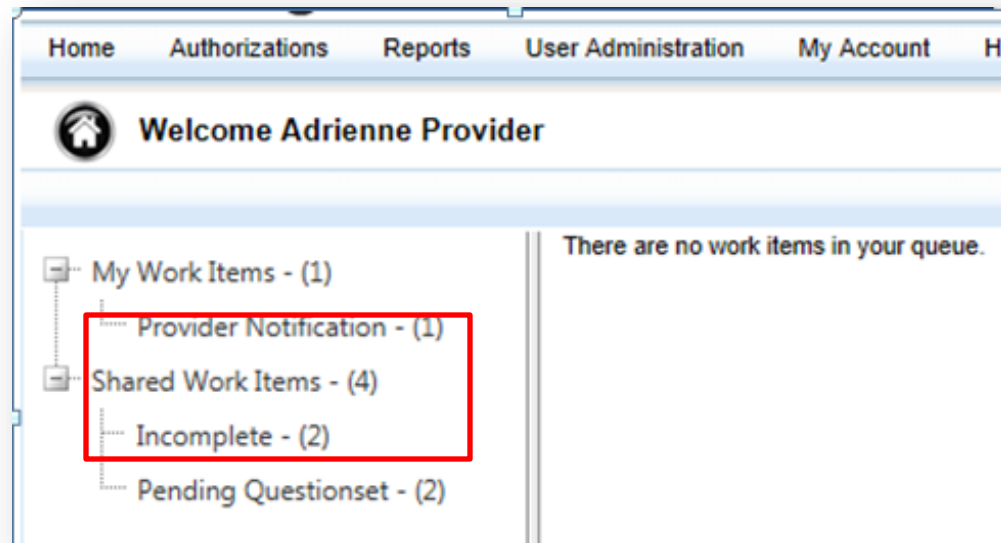 Home Authorizations Reports User Administration My Account H
Welcome Adrienne Provider
There are no work items in your queue.
My Work Items - (1)
Provider Notification - (1)
Shared Work Items - (4)
Incomplete - (2)
Pending Questionset - (2)